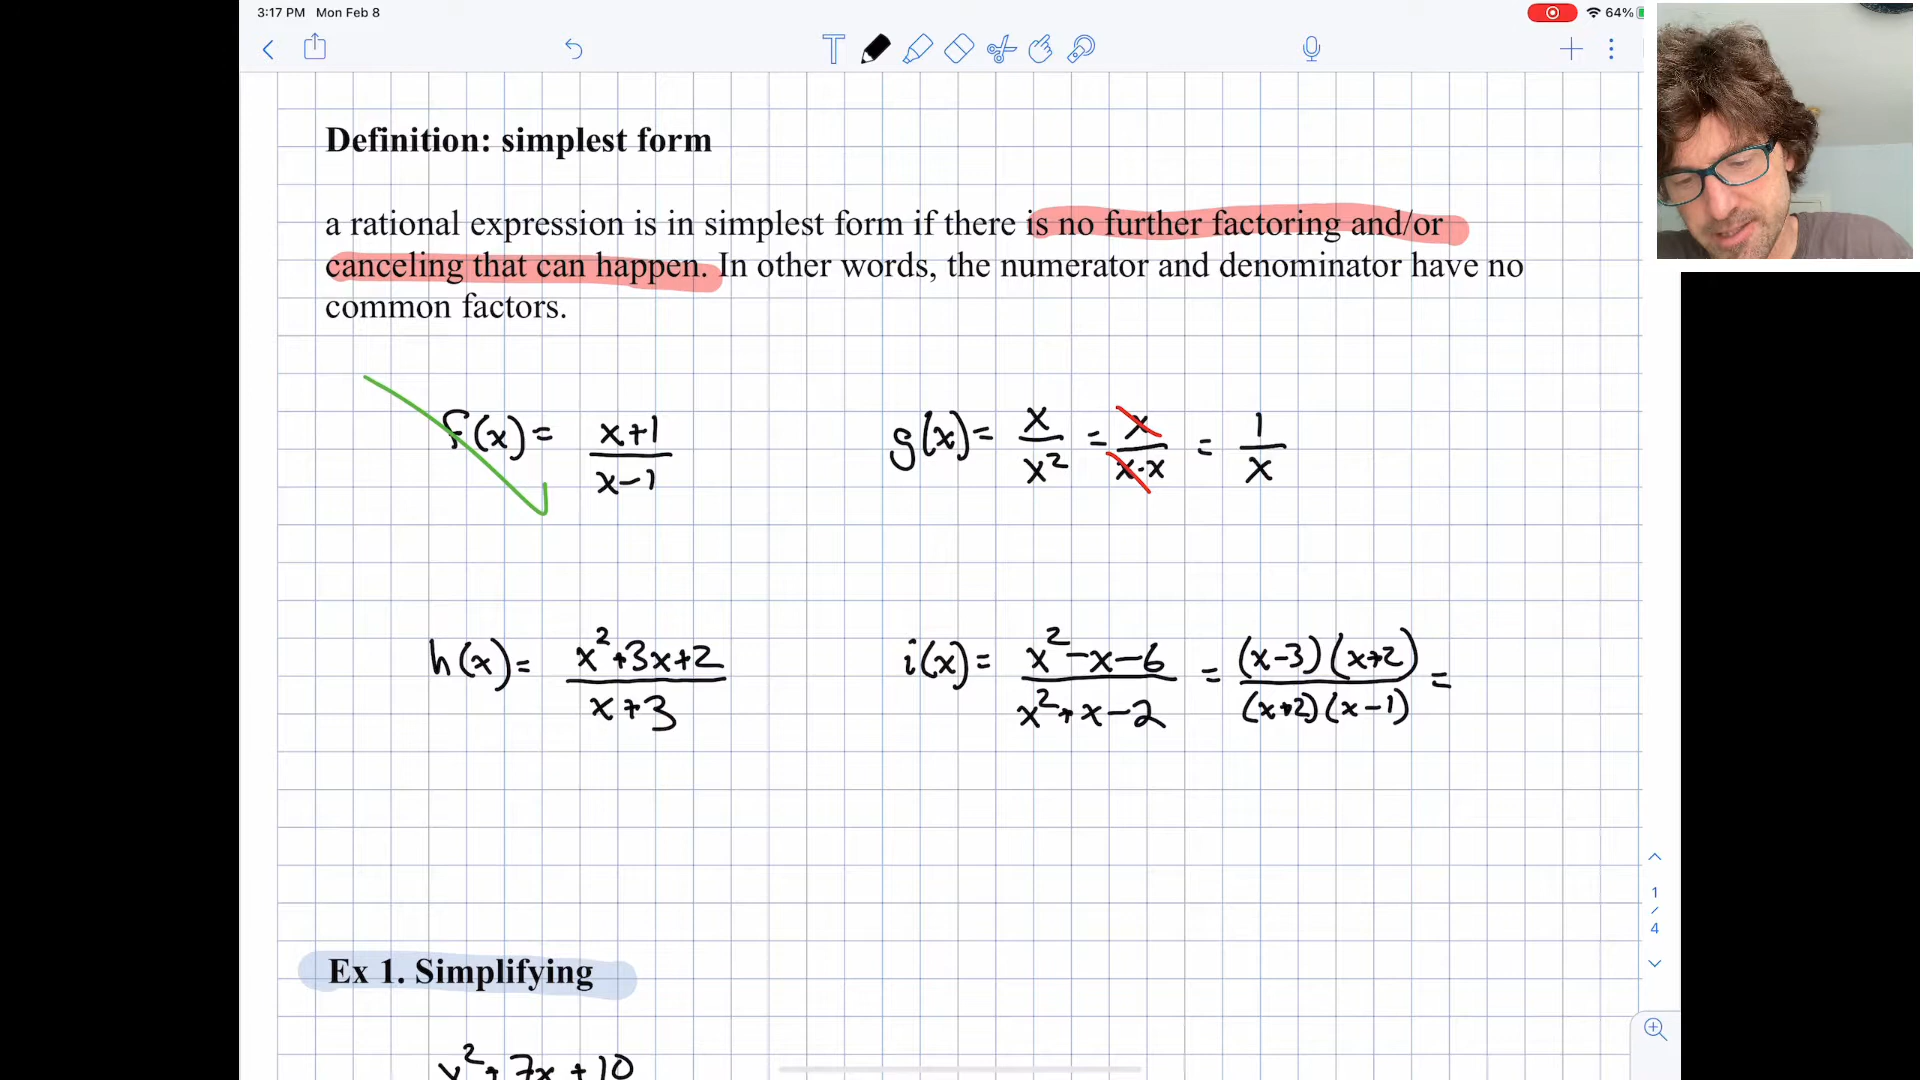 3:17 PM Mon Feb 8
64%
T
Definition: simplest form
a rational expression is in simplest form if there is no further factoring and/or
canceling that can happen. In other words, the numerator and denominator have no
common factors.
f(x) = x+1 / x-1
g(x) = x / x² = x / x·x = 1 / x
h(x) = x²+3x+2 / x+3
i(x) = x²-x-6 / x²+x-2 = (x-3)(x+2) / (x+2)(x-1) =
1 / 4
Ex 1. Simplifying
x²+7x+10